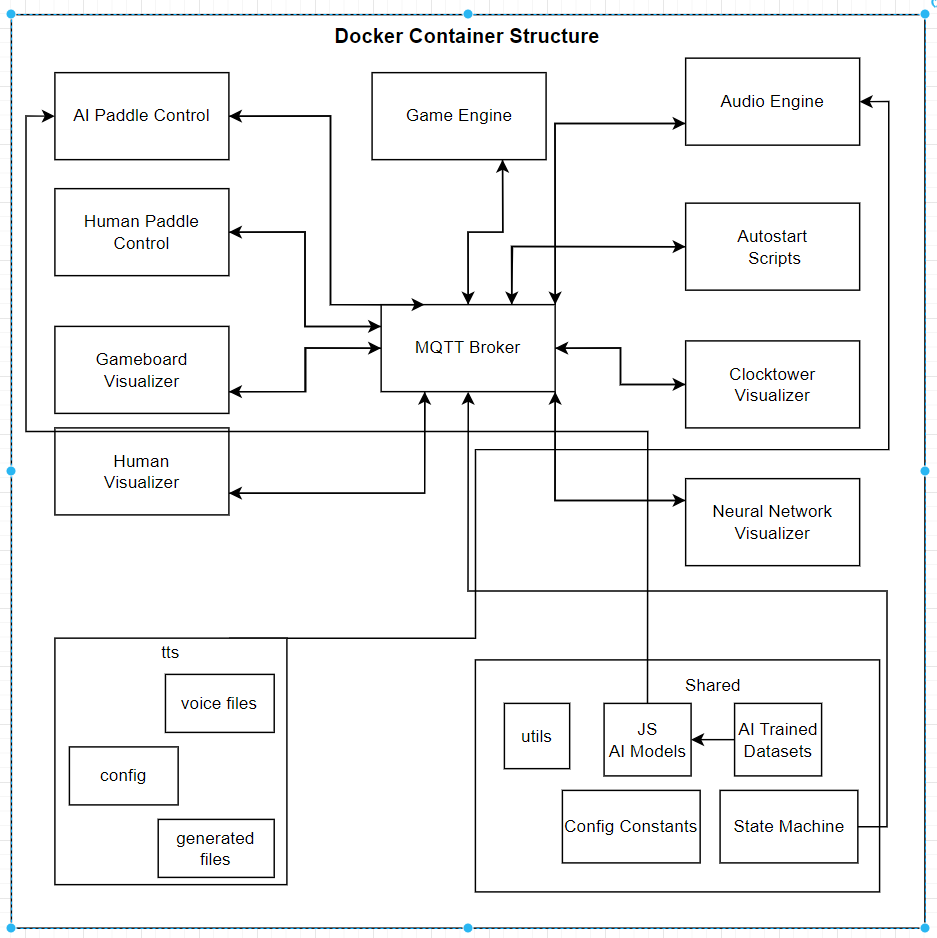 Docker Container Structure
AI Paddle Control
Game Engine
Audio Engine
Human Paddle
Control
Autostart
Scripts
MQTT Broker
Gameboard
Visualizer
Clocktower
Visualizer
Human
Visualizer
Neural Network
Visualizer
tts
voice files
config
generated
files
Shared
utils
JS
AI Models
AI Trained
Datasets
Config Constants
State Machine